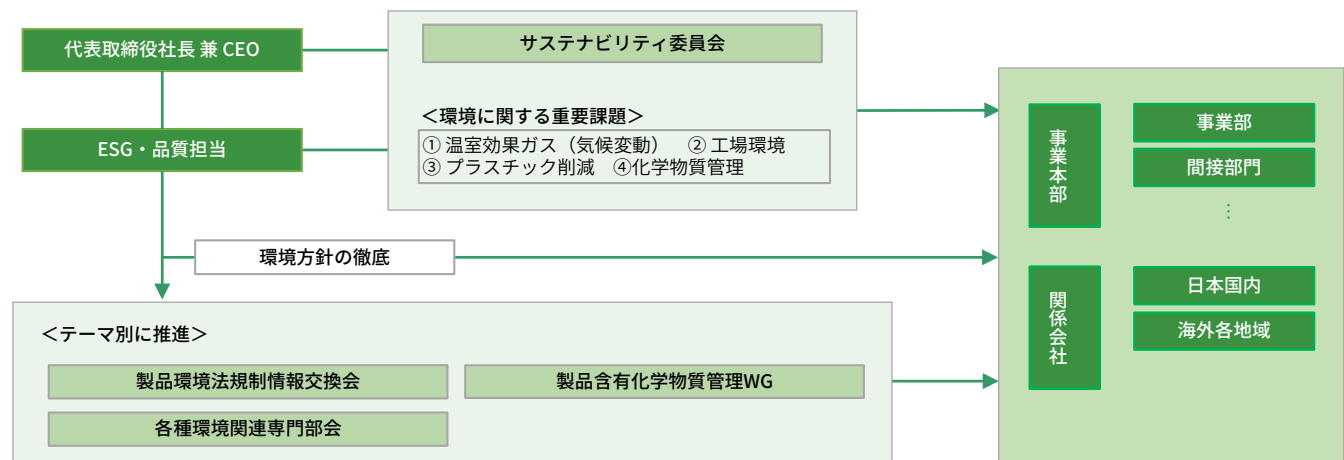 代表取締役社長 兼 CEO
サステナビリティ委員会
＜環境に関する重要課題＞
① 温室効果ガス（気候変動）　② 工場環境
③ プラスチック削減　④化学物質管理
ESG・品質担当
環境方針の徹底
＜テーマ別に推進＞
製品環境法規制情報交換会
製品含有化学物質管理WG
各種環境関連専門部会
事業本部
事業部
間接部門
⋮
関係会社
日本国内
海外各地域